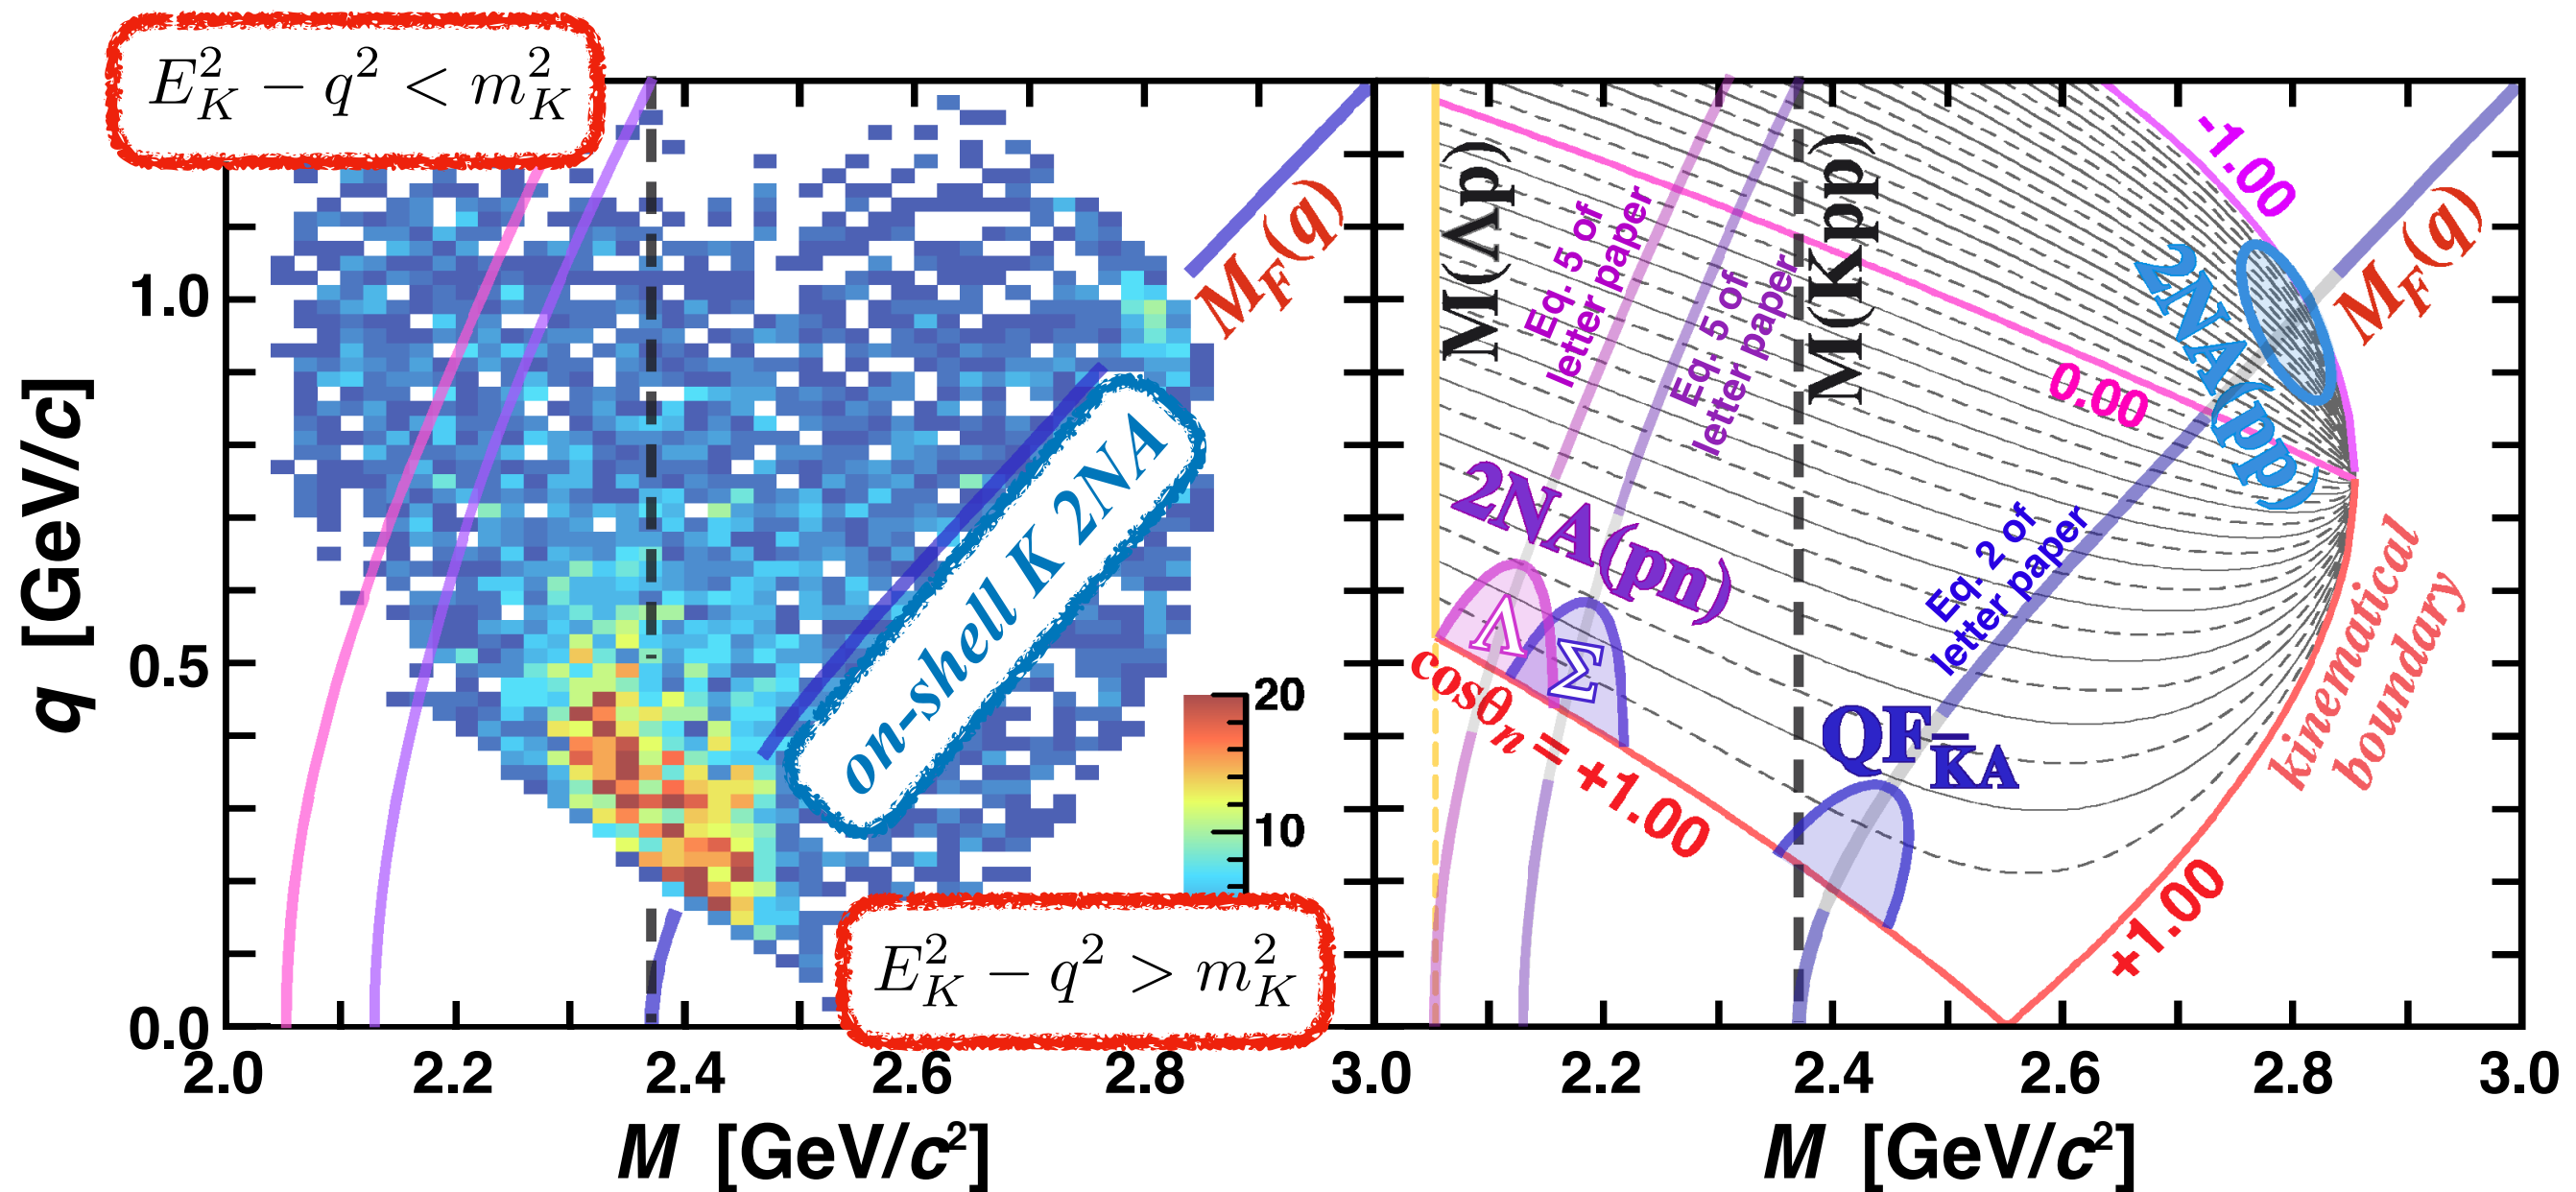 E_K^2 − q^2 < m_K^2
M_F(q)
on-shell K 2NA
E_K^2 − q^2 > m_K^2
20
10
q [GeV/c]
1.0
0.5
0.0
2.0 2.2 2.4 2.6 2.8 3.0
M [GeV/c²]
M(Λp)
Eq. 5 of
letter paper
Eq. 5 of
letter paper
M(Kpp)
-1.00
M_F(q)
2NA(pp)
0.00
2NA(pn)
Λ
Σ
Eq. 2 of
letter paper
QF_K̄A
cosθ_n = +1.00
kinematical
boundary
+1.00
2.2 2.4 2.6 2.8 3.0
M [GeV/c²]